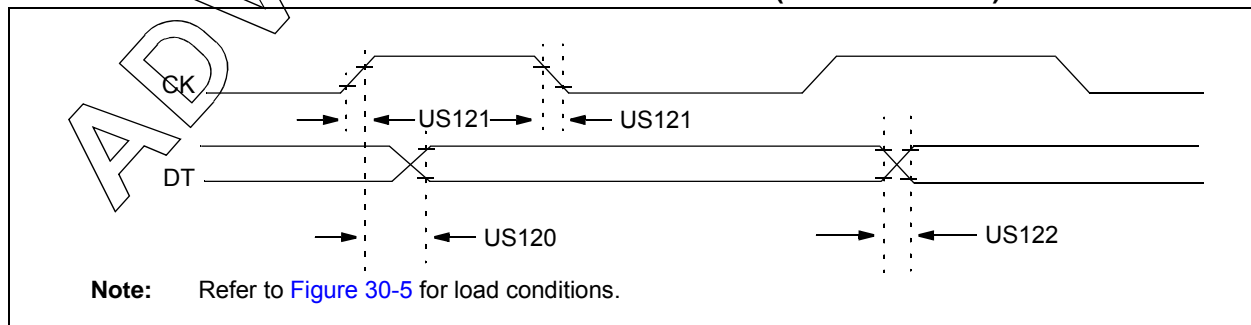 CK
US121 US121
DT
US120 US122
Note: Refer to Figure 30-5 for load conditions.